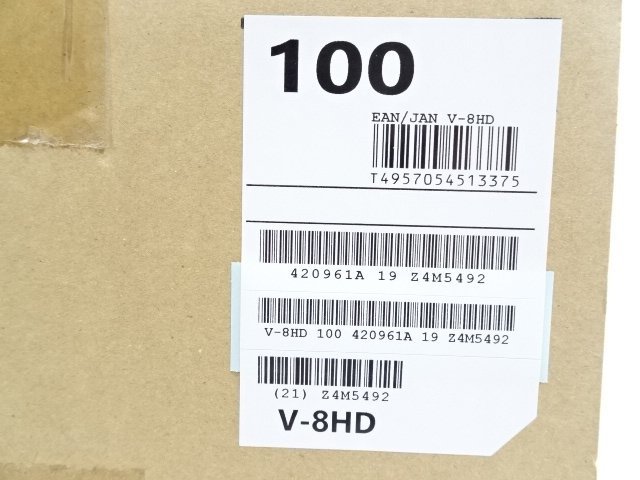 100
EAN/JAN V-8HD
T4957054513375
420961A 19 Z4M5492
V-8HD 100 420961A 19 Z4M5492
(21) Z4M5492
V-8HD